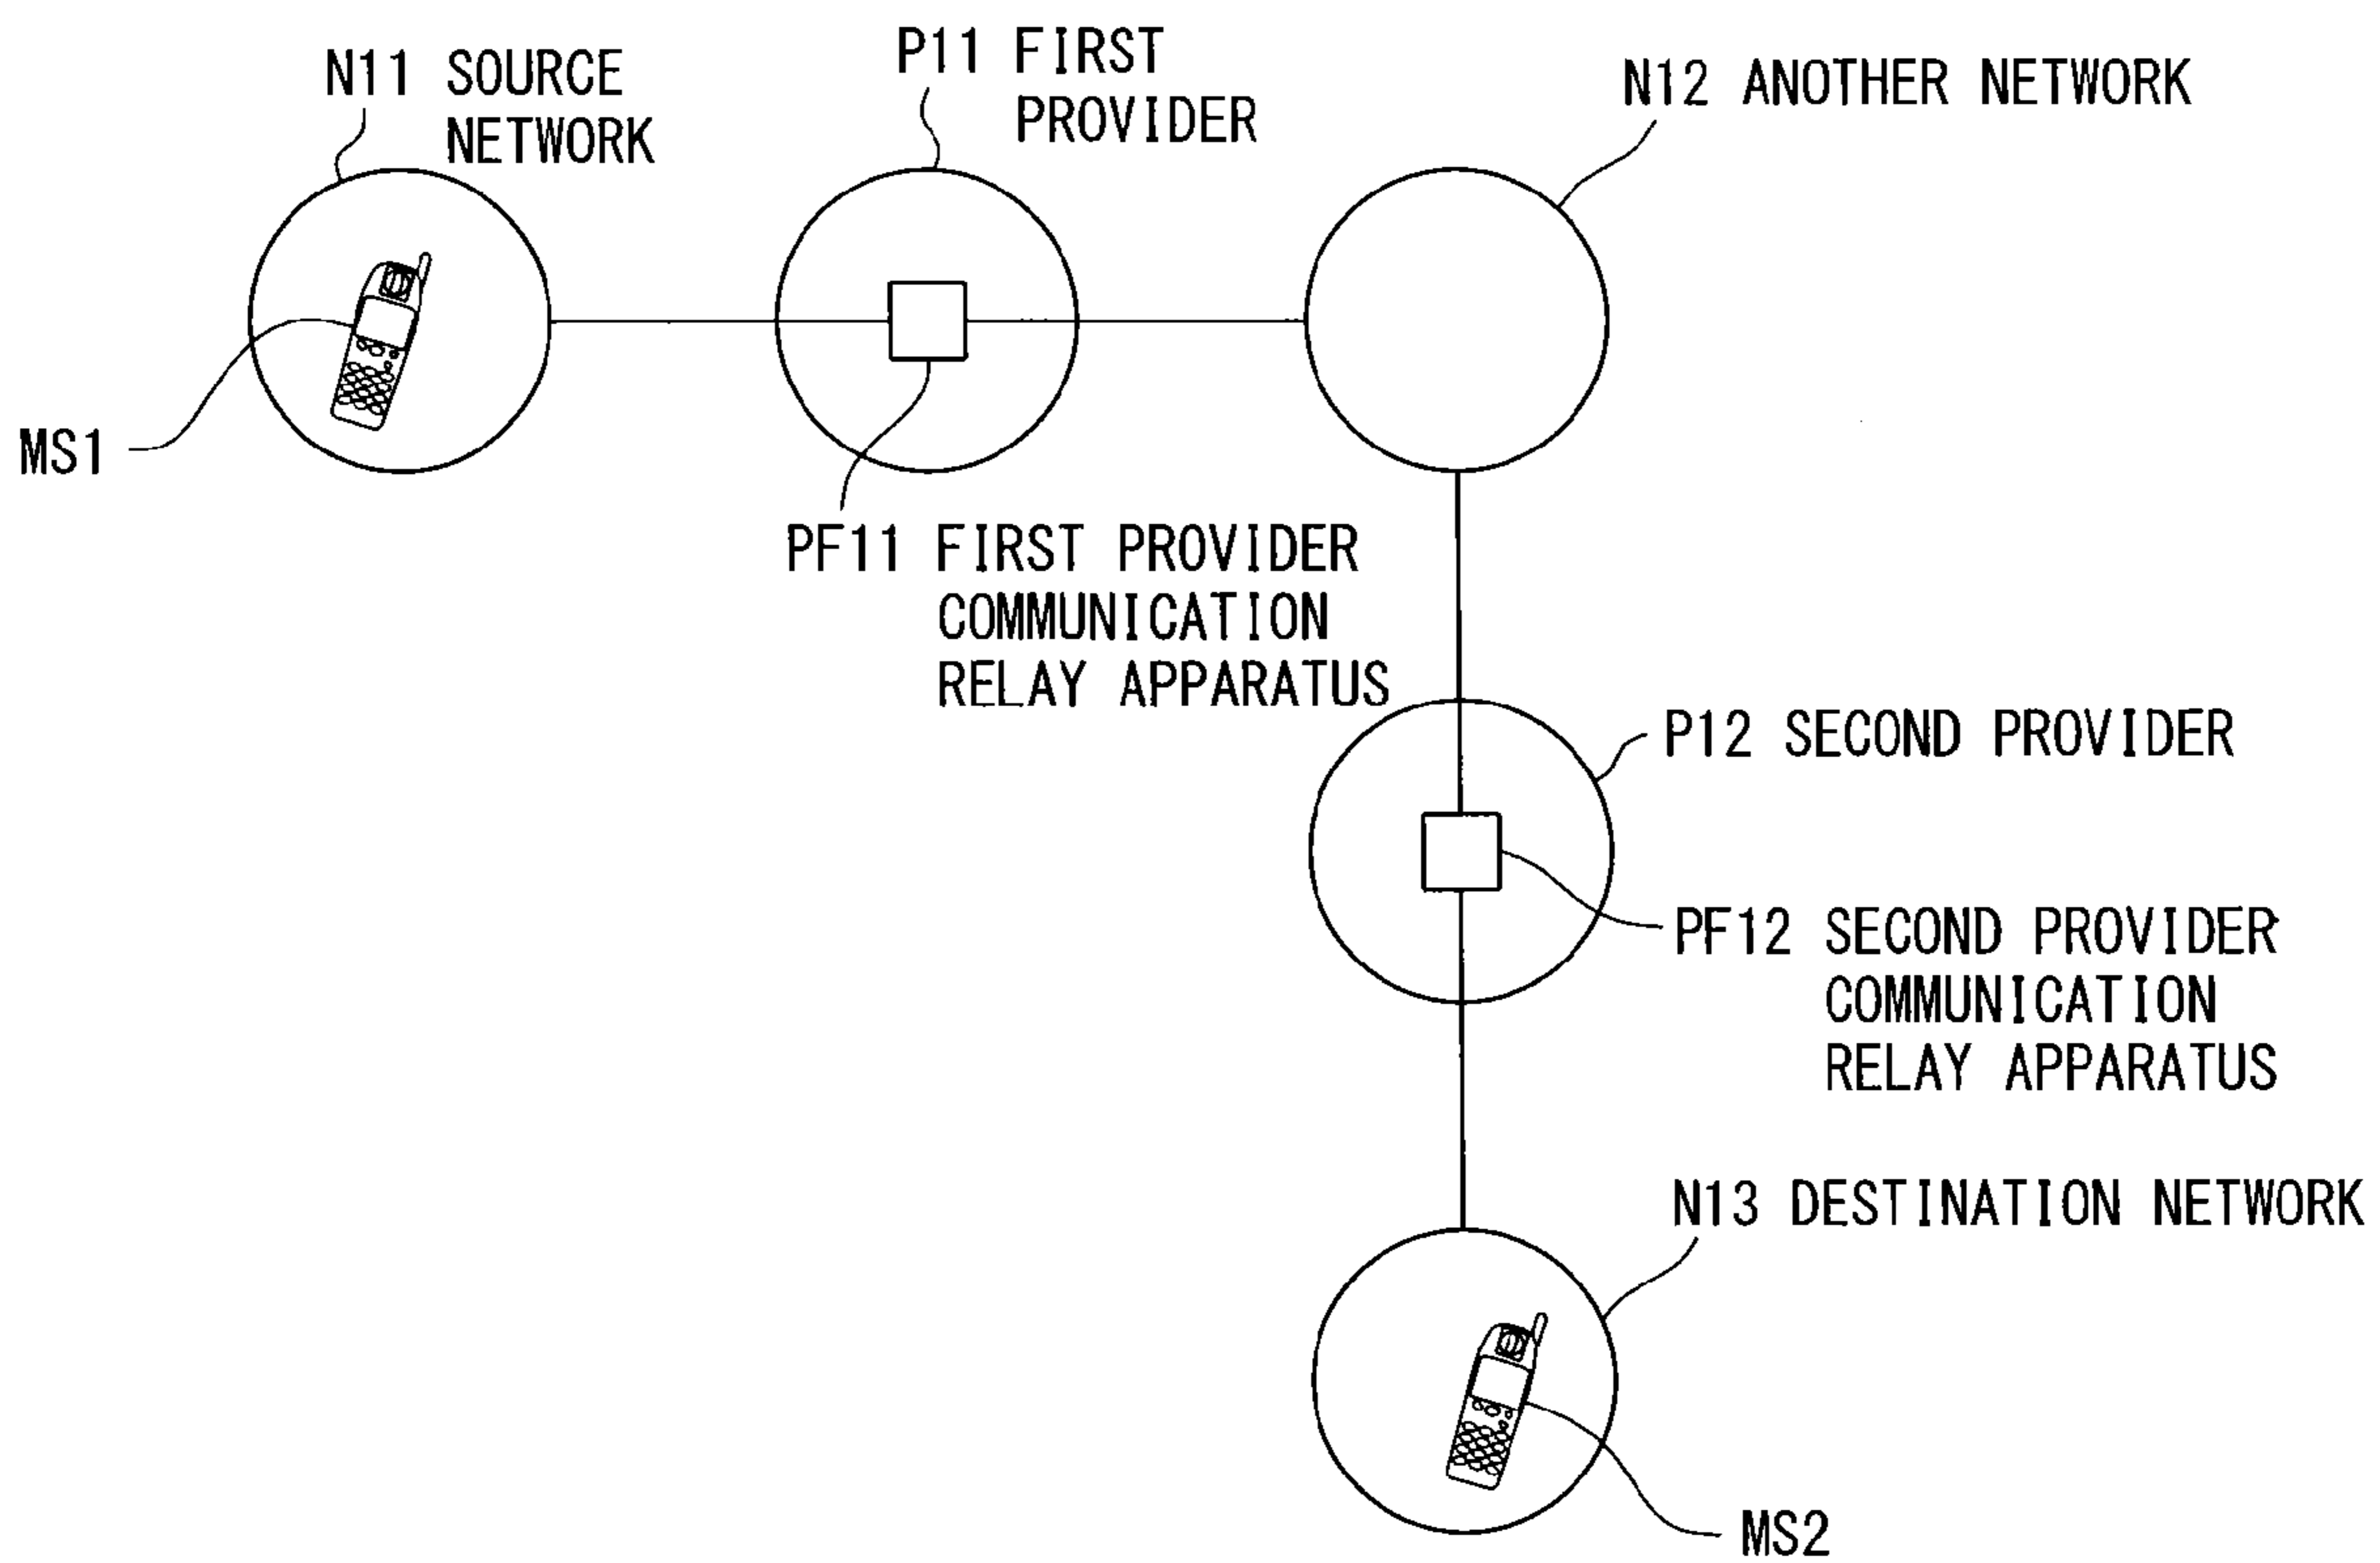 N11 SOURCE
NETWORK
P11 FIRST
PROVIDER
N12 ANOTHER NETWORK
MS1
PF11 FIRST PROVIDER
COMMUNICATION
RELAY APPARATUS
P12 SECOND PROVIDER
PF12 SECOND PROVIDER
COMMUNICATION
RELAY APPARATUS
N13 DESTINATION NETWORK
MS2